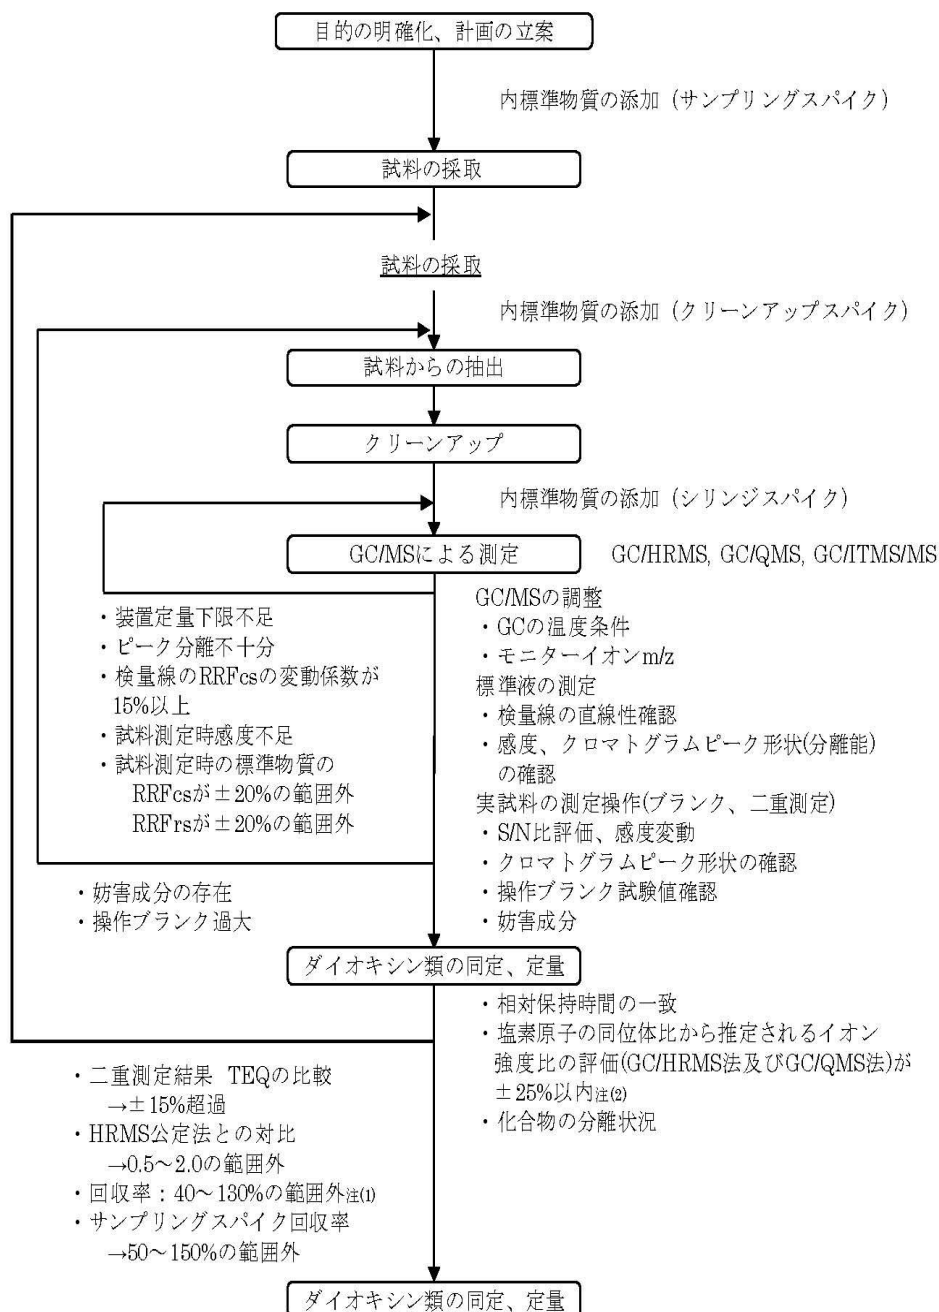 目的の明確化、計画の立案
内標準物質の添加 (サンプリングスパイク)
試料の採取
試料の採取
内標準物質の添加 (クリーンアップスパイク)
試料からの抽出
クリーンアップ
内標準物質の添加 (シリンジスパイク)
GC/MSによる測定
GC/HRMS, GC/QMS, GC/ITMS/MS
・装置定量下限不足
・ピーク分離不十分
・検量線のRRFcsの変動係数が
15%以上
・試料測定時感度不足
・試料測定時の標準物質の
RRFcsが±20%の範囲外
RRFrsが±20%の範囲外
GC/MSの調整
・GCの温度条件
・モニターイオンm/z
標準液の測定
・検量線の直線性確認
・感度、クロマトグラムピーク形状(分離能)
の確認
実試料の測定操作(ブランク、二重測定)
・S/N比評価、感度変動
・クロマトグラムピーク形状の確認
・操作ブランク試験値確認
・妨害成分
・妨害成分の存在
・操作ブランク過大
ダイオキシン類の同定、定量
・相対保持時間の一致
・塩素原子の同位体比から推定されるイオン
強度比の評価(GC/HRMS法及びGC/QMS法)が
±25%以内注(2)
・化合物の分離状況
・二重測定結果 TEQの比較
→±15%超過
・HRMS公定法との対比
→0.5～2.0の範囲外
・回収率：40～130%の範囲外注(1)
・サンプリングスパイク回収率
→50～150%の範囲外
ダイオキシン類の同定、定量